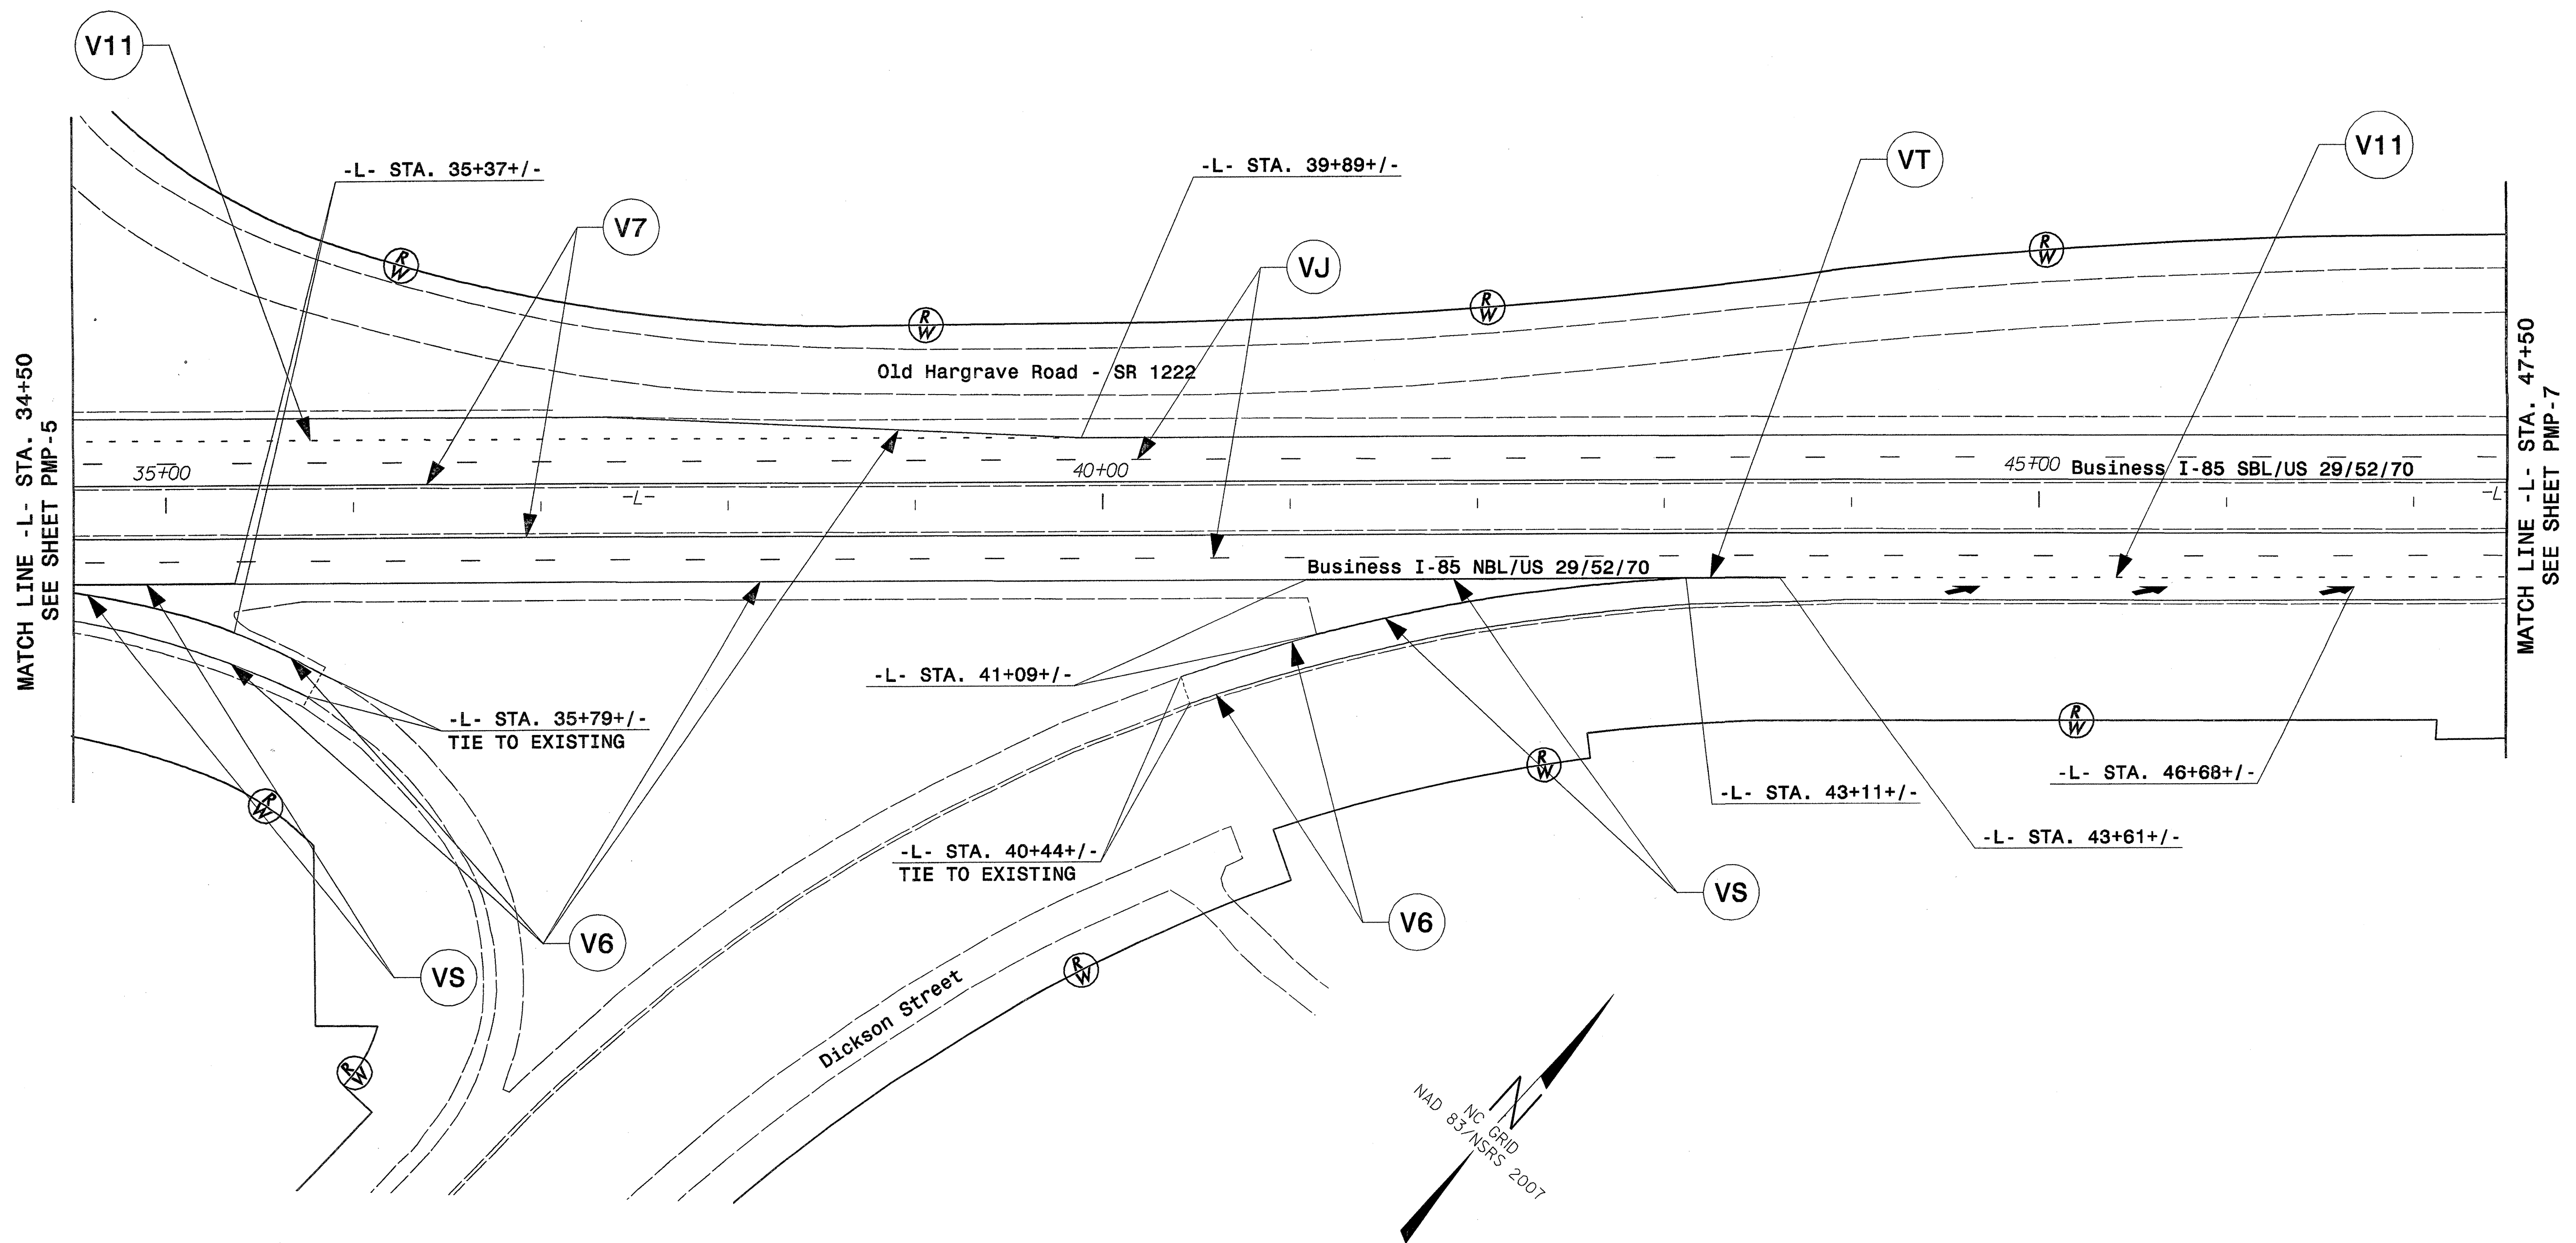 V11
-L- STA. 35+37+/-
V7
-L- STA. 39+89+/-
VJ
VT
V11
R/W
R/W
R/W
R/W
Old Hargrave Road - SR 1222
MATCH LINE -L- STA. 34+50
SEE SHEET PMP-5
35+00
-L-
40+00
45+00
Business I-85 SBL/US 29/52/70
-L-
MATCH LINE -L- STA. 47+50
SEE SHEET PMP-7
Business I-85 NBL/US 29/52/70
-L- STA. 41+09+/-
-L- STA. 35+79+/-
TIE TO EXISTING
R/W
R/W
R/W
-L- STA. 46+68+/-
-L- STA. 43+11+/-
-L- STA. 43+61+/-
-L- STA. 40+44+/-
TIE TO EXISTING
VS
V6
V6
VS
R/W
R/W
Dickson Street
N
NC GRID
NAD 83/NSRS 2007